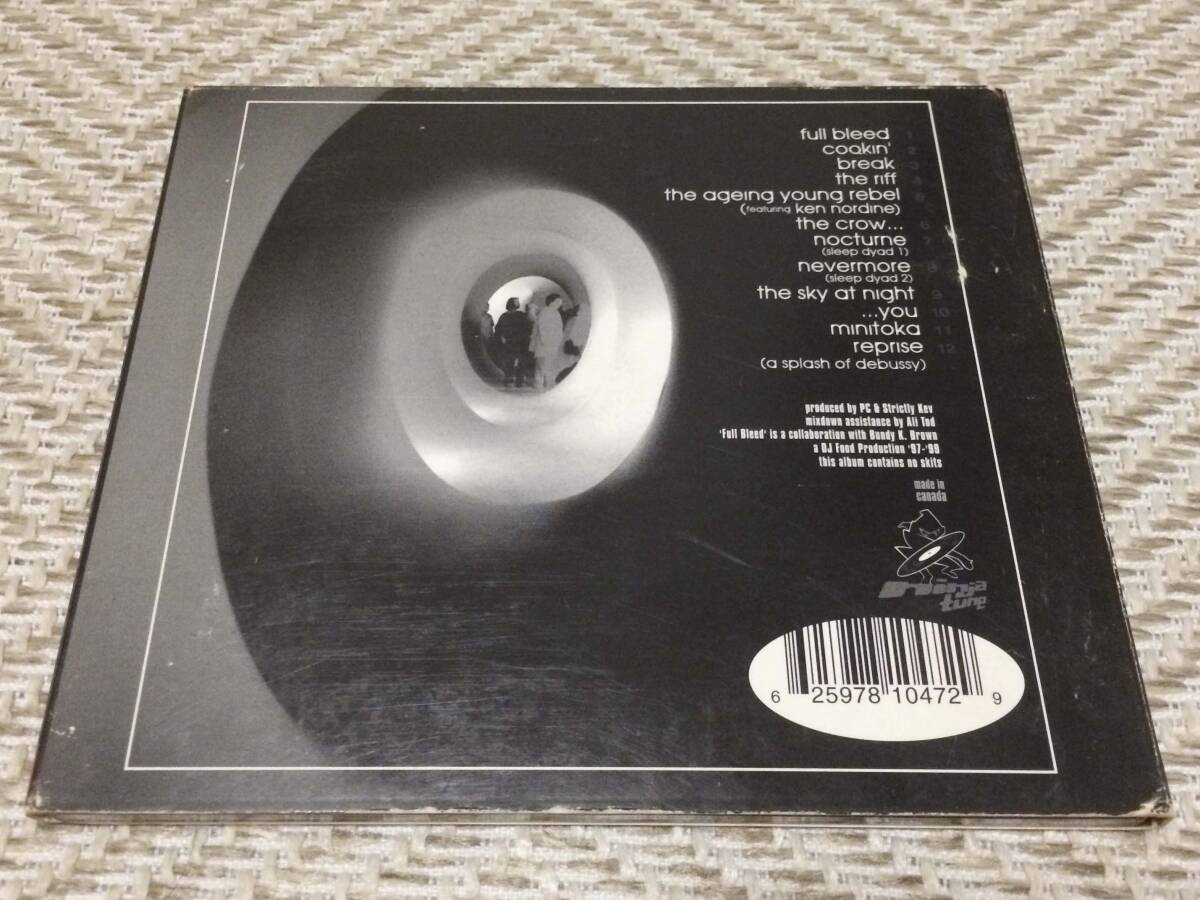 full bleed 1
cookin' 2
break 3
the riff 4
the ageing young rebel 5
(featuring ken nordine)
the crow... 6
nocturne 7
(sleep dyad 1)
nevermore 8
(sleep dyad 2)
the sky at night 9
...you 10
minitoka 11
reprise 12
(a splash of debussy)
produced by PC & Strictly Kev
mixdown assistance by Ali Tod
'Full Bleed' is a collaboration with Bundy K. Brown
a DJ Food Production '97-'99
this album contains no skits
made in
canada
ninja
tune
6 25978 10472 9